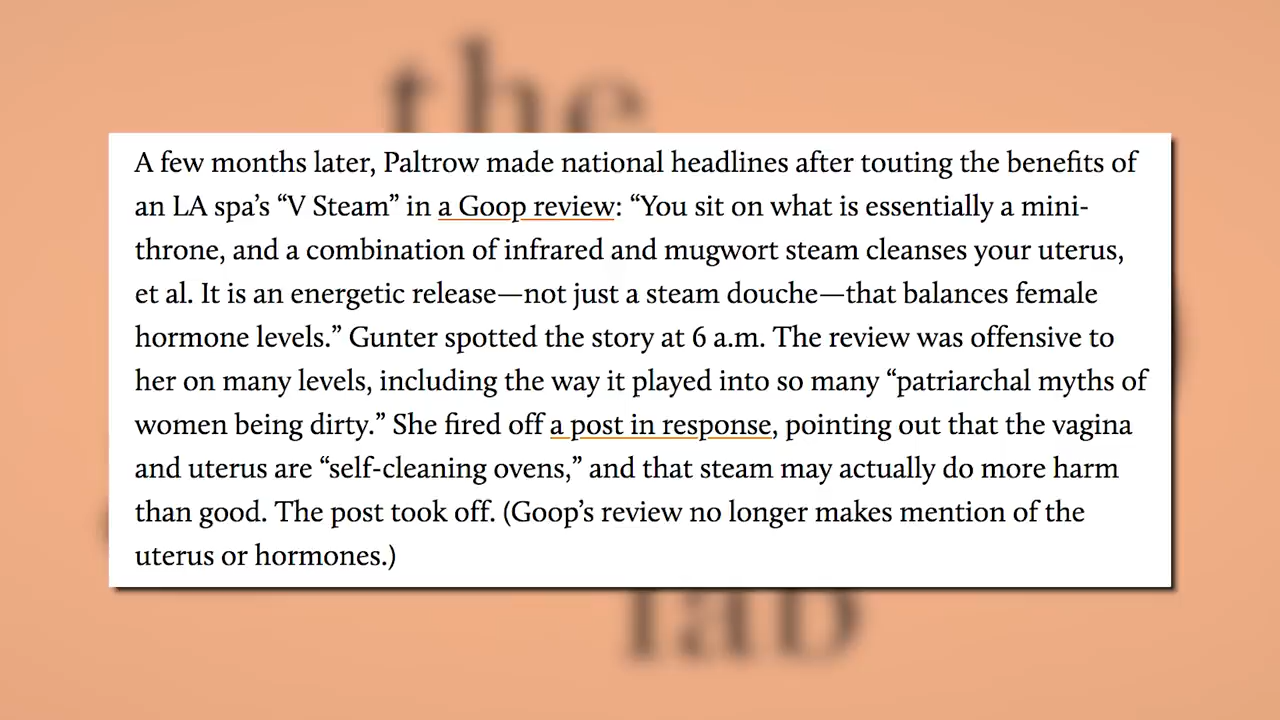 the
A few months later, Paltrow made national headlines after touting the benefits of
an LA spa’s “V Steam” in a Goop review: “You sit on what is essentially a mini-
throne, and a combination of infrared and mugwort steam cleanses your uterus,
et al. It is an energetic release—not just a steam douche—that balances female
hormone levels.” Gunter spotted the story at 6 a.m. The review was offensive to
her on many levels, including the way it played into so many “patriarchal myths of
women being dirty.” She fired off a post in response, pointing out that the vagina
and uterus are “self-cleaning ovens,” and that steam may actually do more harm
than good. The post took off. (Goop’s review no longer makes mention of the
uterus or hormones.)
lab